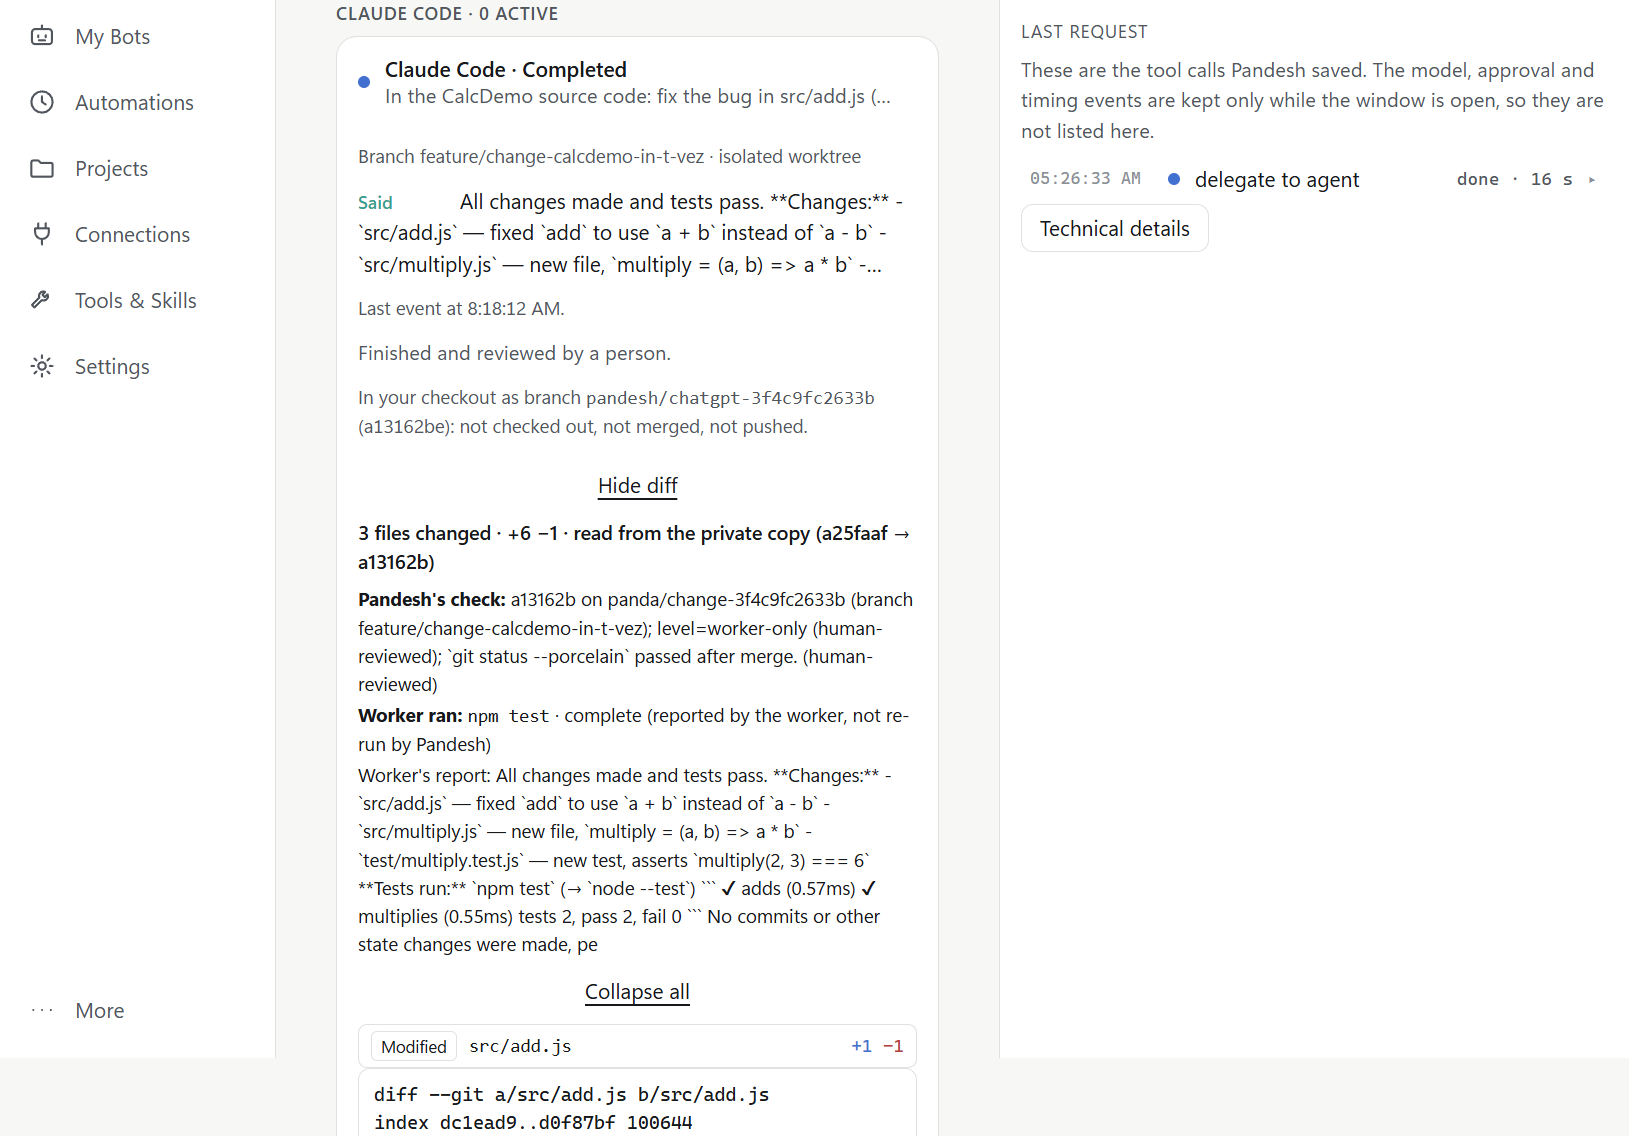 My Bots
Automations
Projects
Connections
Tools & Skills
Settings
··· More
CLAUDE CODE · 0 ACTIVE
Claude Code · Completed
In the CalcDemo source code: fix the bug in src/add.js (...
Branch feature/change-calcdemo-in-t-vez · isolated worktree
Said All changes made and tests pass. **Changes:** -
`src/add.js` — fixed `add` to use `a + b` instead of `a - b` -
`src/multiply.js` — new file, `multiply = (a, b) => a * b` -...
Last event at 8:18:12 AM.
Finished and reviewed by a person.
In your checkout as branch pandesh/chatgpt-3f4c9fc2633b
(a13162be): not checked out, not merged, not pushed.
Hide diff
3 files changed · +6 −1 · read from the private copy (a25faaf →
a13162b)
Pandesh's check: a13162b on panda/change-3f4c9fc2633b (branch
feature/change-calcdemo-in-t-vez); level=worker-only (human-
reviewed); `git status --porcelain` passed after merge. (human-
reviewed)
Worker ran: npm test · complete (reported by the worker, not re-
run by Pandesh)
Worker's report: All changes made and tests pass. **Changes:** -
`src/add.js` — fixed `add` to use `a + b` instead of `a - b` -
`src/multiply.js` — new file, `multiply = (a, b) => a * b` -
`test/multiply.test.js` — new test, asserts `multiply(2, 3) === 6`
**Tests run:** `npm test` (→ `node --test`) ``` ✔ adds (0.57ms) ✔
multiplies (0.55ms) tests 2, pass 2, fail 0 ``` No commits or other
state changes were made, pe
Collapse all
Modified src/add.js +1 −1
diff --git a/src/add.js b/src/add.js
index dc1ead9..d0f87bf 100644
LAST REQUEST
These are the tool calls Pandesh saved. The model, approval and
timing events are kept only while the window is open, so they are
not listed here.
05:26:33 AM delegate to agent done · 16 s ▸
Technical details